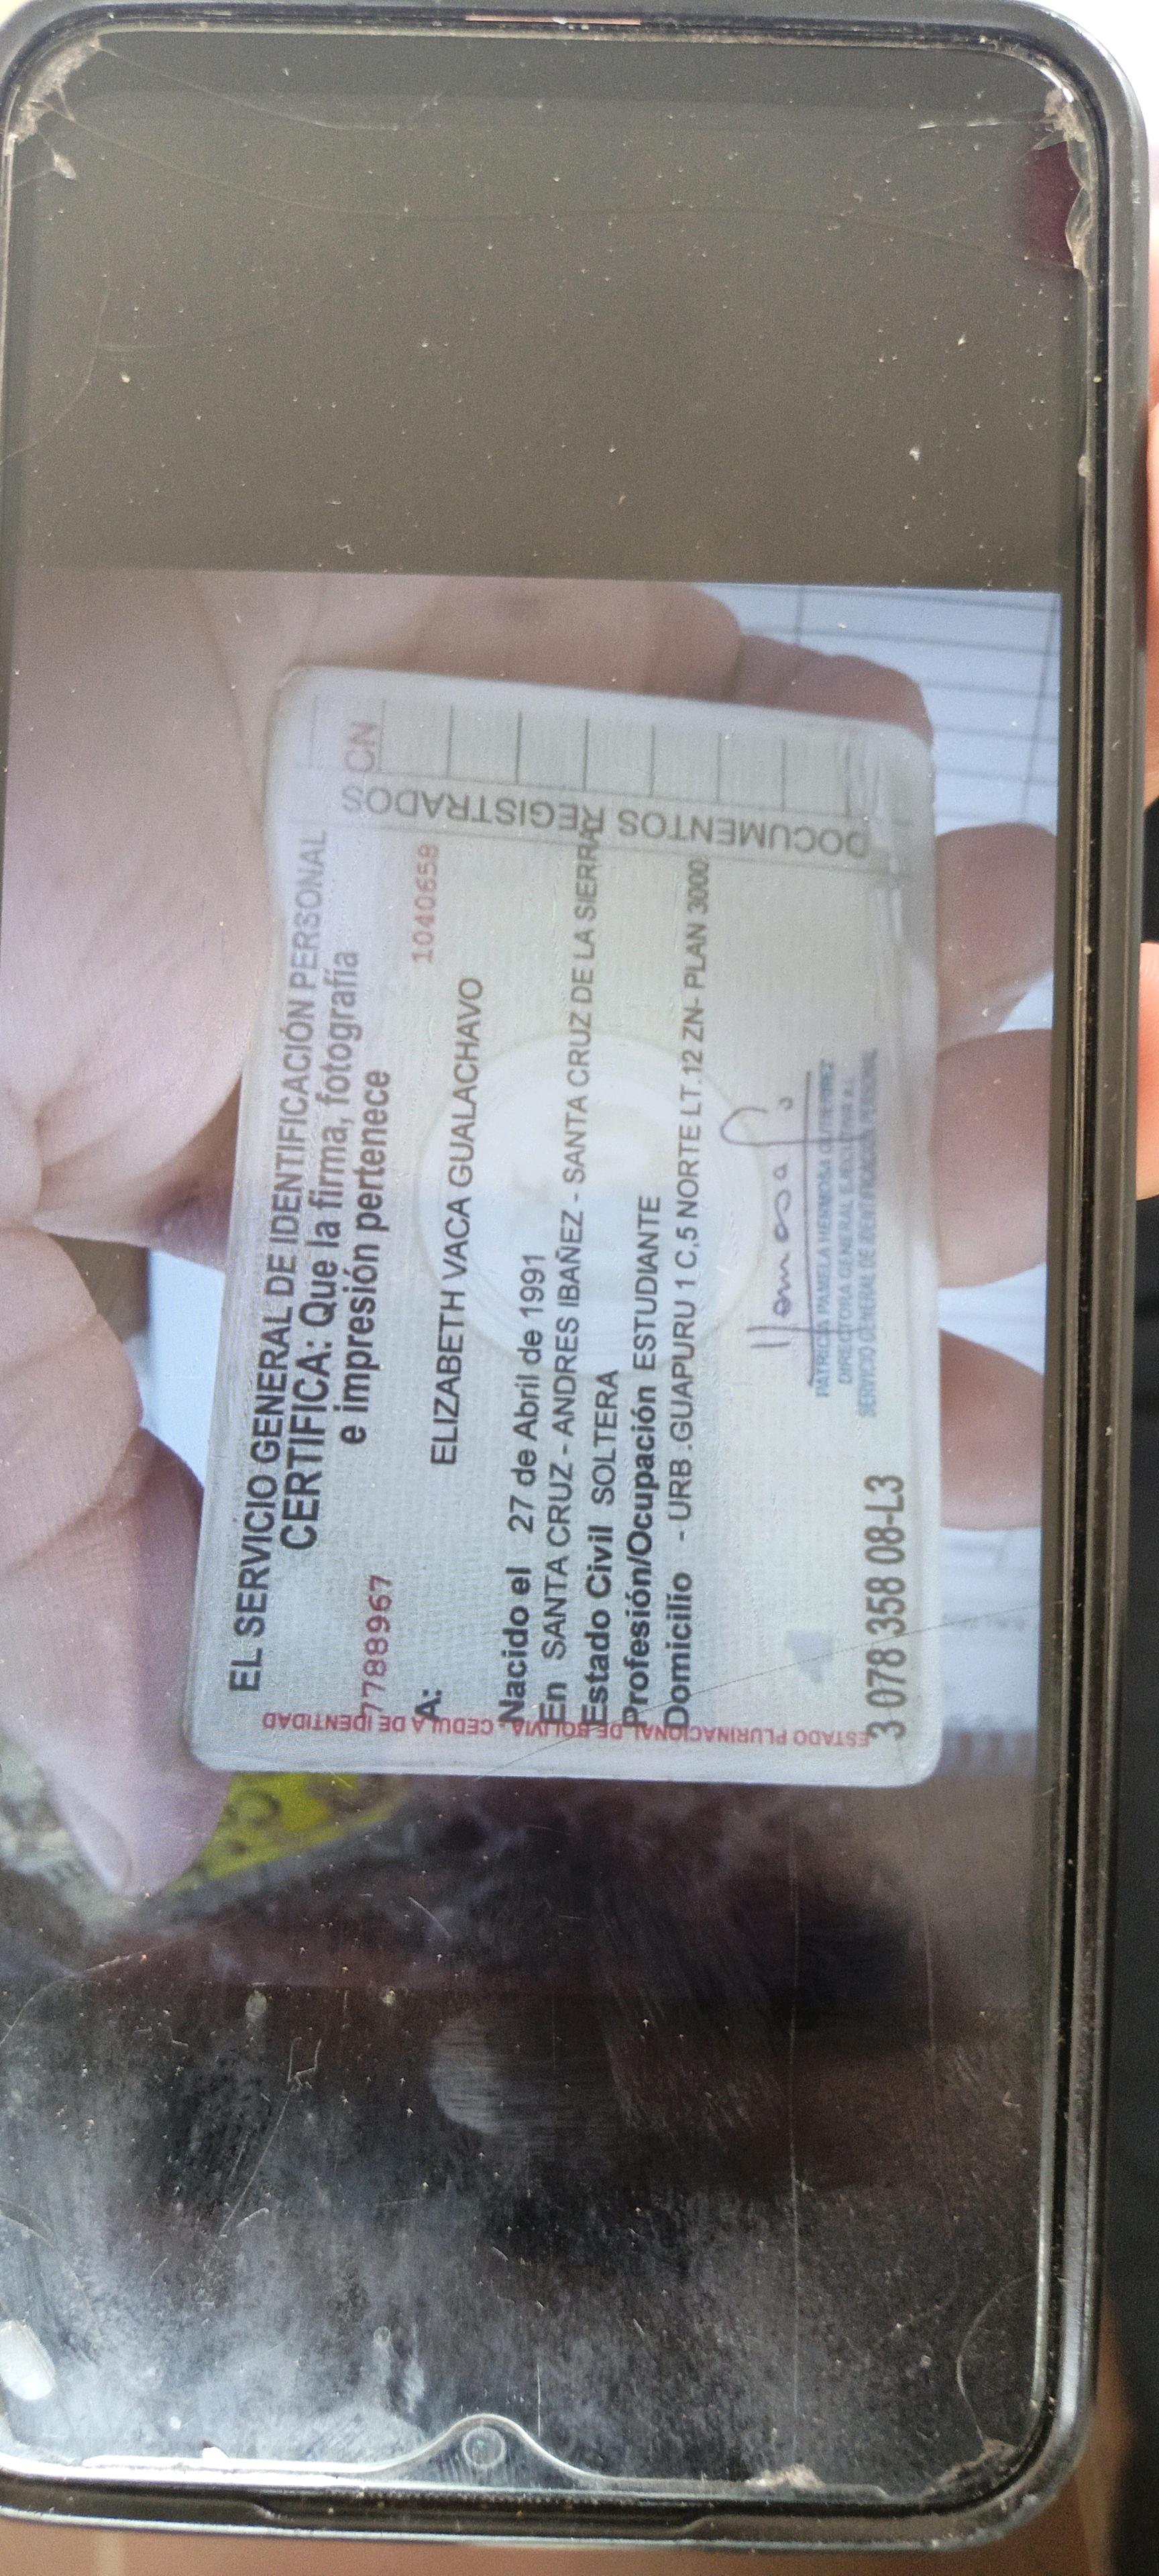 EL SERVICIO GENERAL DE IDENTIFICACIÓN PERSONAL
CERTIFICA: Que la firma, fotografía
e impresión pertenece
7788967
1040658
A:
ELIZABETH VACA GUALACHAVO
Nacido el 27 de Abril de 1991
En SANTA CRUZ - ANDRES IBAÑEZ - SANTA CRUZ DE LA SIERRA
Estado Civil SOLTERA
Profesión/Ocupación ESTUDIANTE
Domicilio - URB .GUAPURU 1 C,5 NORTE LT.12 ZN- PLAN 3000
PATRICIA PAMELA HERMOSA GUTIERREZ
DIRECTORA GENERAL EJECUTIVA a.i.
SERVICIO GENERAL DE IDENTIFICACIÓN PERSONAL
3 078 358 08-L3
ESTADO PLURINACIONAL DE BOLIVIA, CEDULA DE IDENTIDAD
DOCUMENTOS REGISTRADOS
CN